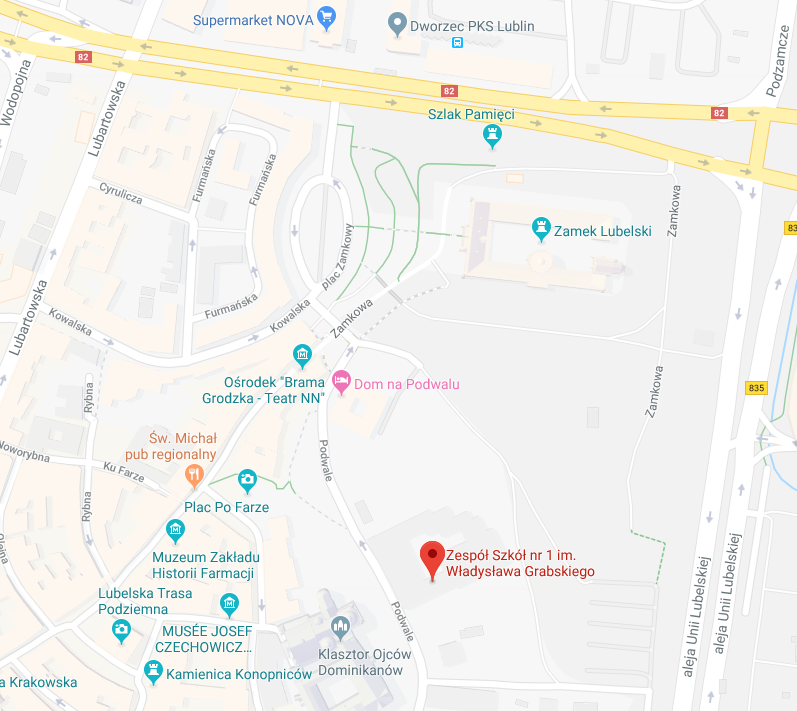 Supermarket NOVA
Dworzec PKS Lublin
82
82
82
Szlak Pamięci
Podzamcze
Wodopojna
Lubartowska
Furmańska
Furmańska
Cyrulicza
Zamek Lubelski
Zamkowa
83
Plac Zamkowy
Furmańska
Kowalska
Zamkowa
Lubartowska
Kowalska
Ośrodek "Brama
Grodzka - Teatr NN"
Dom na Podwalu
Zamkowa
835
Rybna
Św. Michał
pub regionalny
Noworybna
Ku Farze
Podwale
Plac Po Farze
Rybna
Olejna
Muzeum Zakładu
Historii Farmacji
Zespół Szkół nr 1 im.
Władysława Grabskiego
Lubelska Trasa
Podziemna
MUSÉE JOSEF
CZECHOWICZ...
Podwale
aleja Unii Lubelskiej
aleja Unii Lubelskiej
Klasztor Ojców
Dominikanów
Kamienica Konopniców
a Krakowska